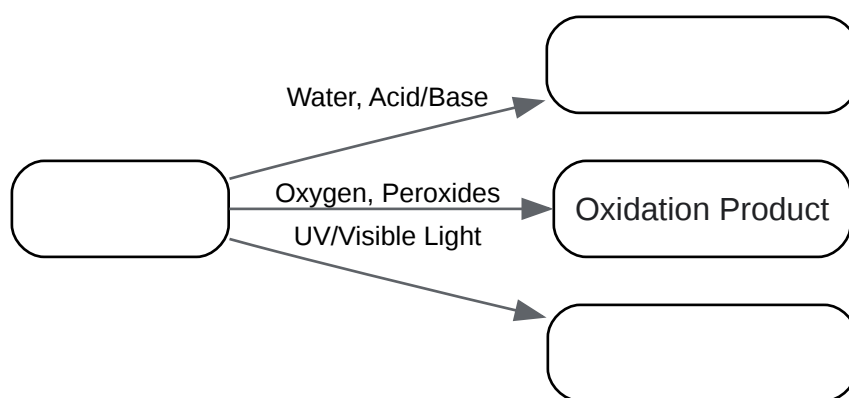 Water, Acid/Base
Oxygen, Peroxides
Oxidation Product
UV/Visible Light